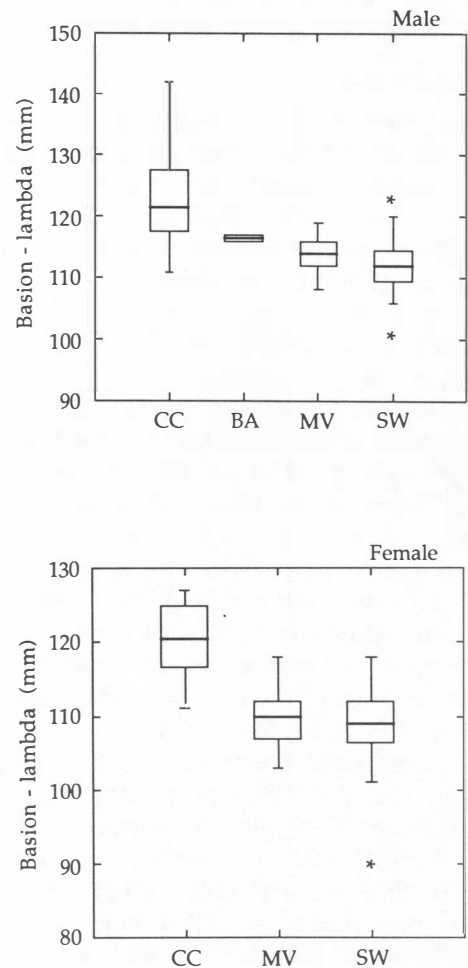 Male
150
140
130
120
110
100
90
Basion - lambda (mm)
*
*
CC BA MV SW
Female
130
120
110
100
90
80
Basion - lambda (mm)
*
CC MV SW